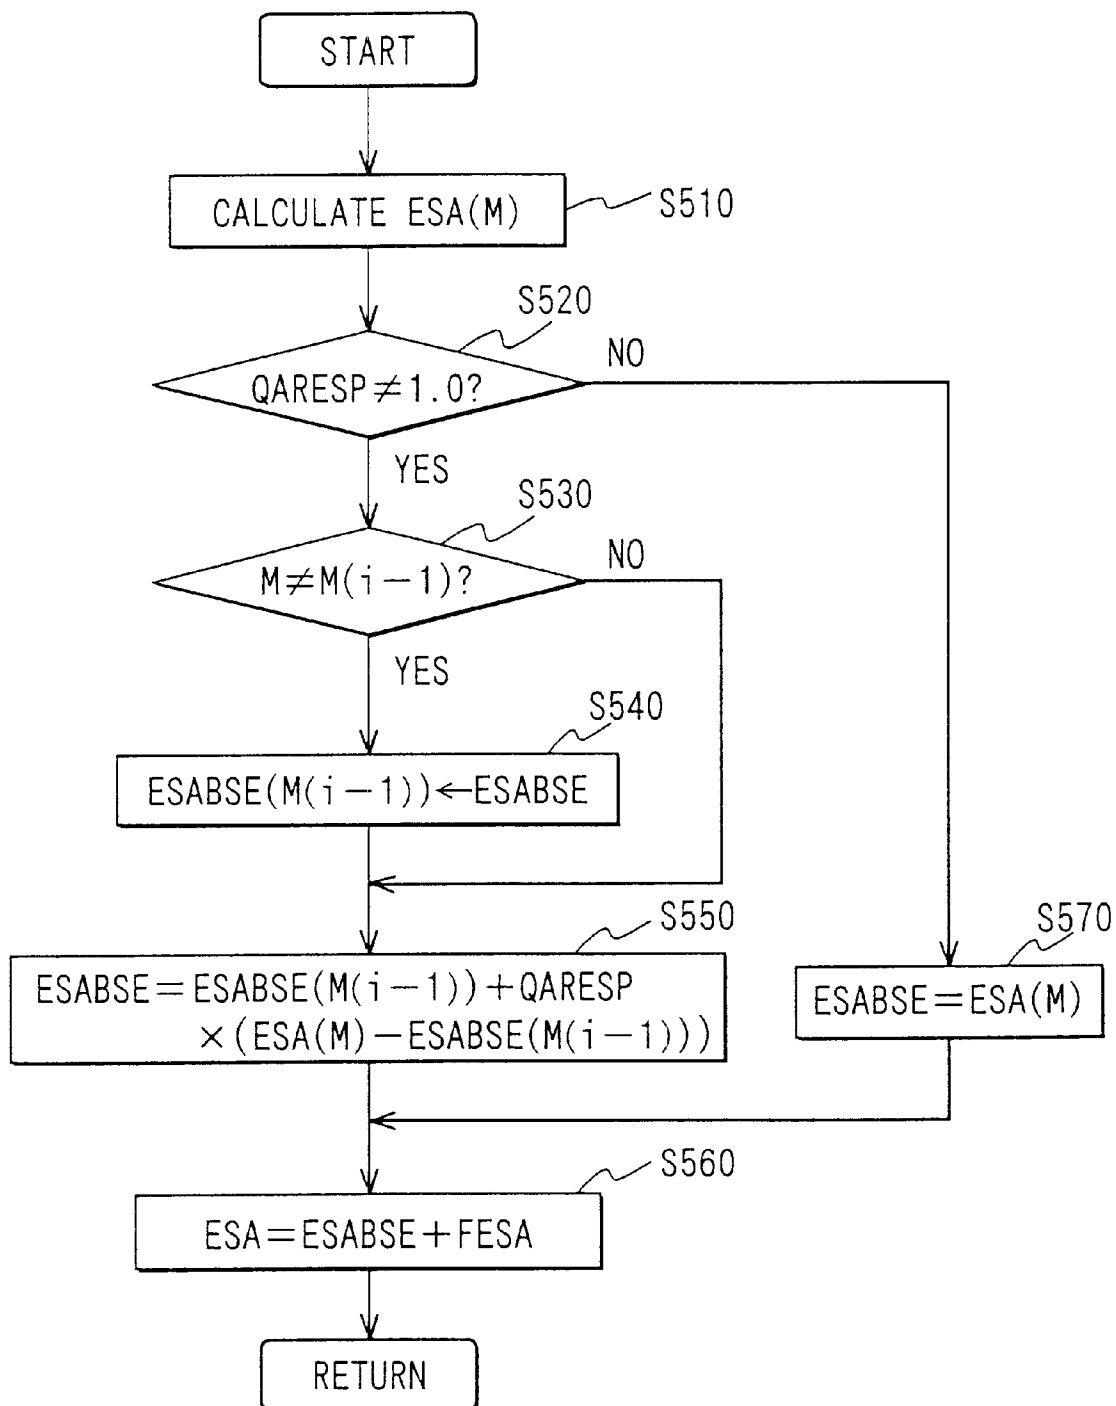 START
CALCULATE ESA(M)
S510
S520
QARESP≠1.0?
NO
YES
S530
M≠M(i-1)?
NO
YES
S540
ESABSE(M(i-1))←ESABSE
S550
ESABSE=ESABSE(M(i-1))+QARESP
×(ESA(M)-ESABSE(M(i-1)))
S570
ESABSE=ESA(M)
S560
ESA=ESABSE+FESA
RETURN